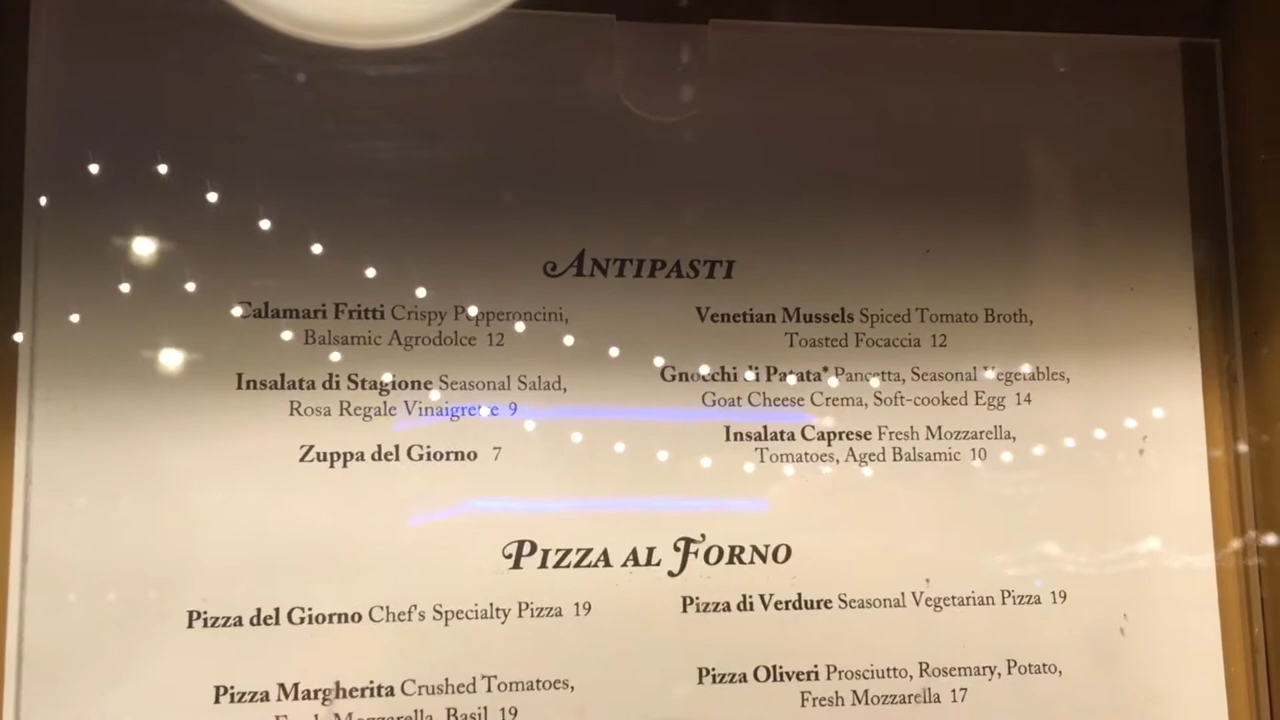 Antipasti
Calamari Fritti Crispy Pepperoncini,
Balsamic Agrodolce 12
Insalata di Stagione Seasonal Salad,
Rosa Regale Vinaigrette 9
Zuppa del Giorno 7
Venetian Mussels Spiced Tomato Broth,
Toasted Focaccia 12
Gnocchi di Patata* Pancetta, Seasonal Vegetables,
Goat Cheese Crema, Soft-cooked Egg 14
Insalata Caprese Fresh Mozzarella,
Tomatoes, Aged Balsamic 10
Pizza al Forno
Pizza del Giorno Chef's Specialty Pizza 19
Pizza Margherita Crushed Tomatoes,
Fresh Mozzarella, Basil 19
Pizza di Verdure Seasonal Vegetarian Pizza 19
Pizza Oliveri Prosciutto, Rosemary, Potato,
Fresh Mozzarella 17